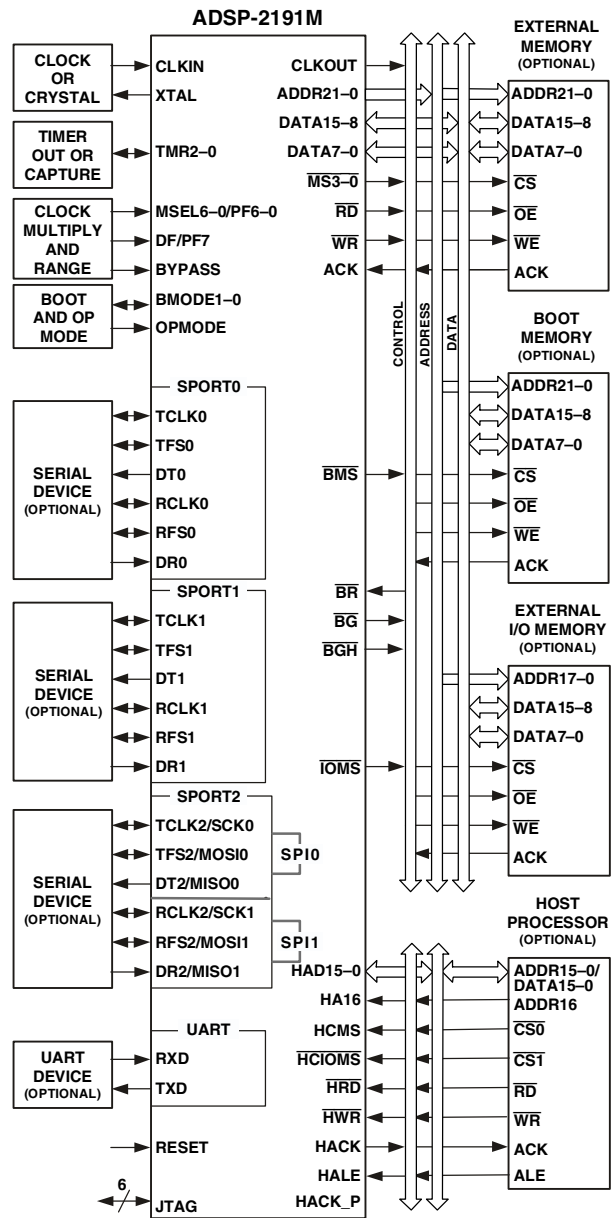 ADSP-2191M
CLOCK
OR
CRYSTAL
TIMER
OUT OR
CAPTURE
CLOCK
MULTIPLY
AND
RANGE
BOOT
AND OP
MODE
SERIAL
DEVICE
(OPTIONAL)
SERIAL
DEVICE
(OPTIONAL)
SERIAL
DEVICE
(OPTIONAL)
UART
DEVICE
(OPTIONAL)
6
CLKIN
XTAL
TMR2–0
MSEL6–0/PF6–0
DF/PF7
BYPASS
BMODE1–0
OPMODE
SPORT0
TCLK0
TFS0
DT0
RCLK0
RFS0
DR0
SPORT1
TCLK1
TFS1
DT1
RCLK1
RFS1
DR1
SPORT2
TCLK2/SCK0
TFS2/MOSI0
DT2/MISO0
RCLK2/SCK1
RFS2/MOSI1
DR2/MISO1
SPI0
SPI1
UART
RXD
TXD
RESET
JTAG
CLKOUT
ADDR21–0
DATA15–8
DATA7–0
MS3–0
RD
WR
ACK
BMS
BR
BG
BGH
IOMS
HAD15–0
HA16
HCMS
HCIOMS
HRD
HWR
HACK
HALE
HACK_P
CONTROL
ADDRESS
DATA
EXTERNAL
MEMORY
(OPTIONAL)
ADDR21–0
DATA15–8
DATA7–0
CS
OE
WE
ACK
BOOT
MEMORY
(OPTIONAL)
ADDR21–0
DATA15–8
DATA7–0
CS
OE
WE
ACK
EXTERNAL
I/O MEMORY
(OPTIONAL)
ADDR17–0
DATA15–8
DATA7–0
CS
OE
WE
ACK
HOST
PROCESSOR
(OPTIONAL)
ADDR15–0/
DATA15–0
ADDR16
CS0
CS1
RD
WR
ACK
ALE